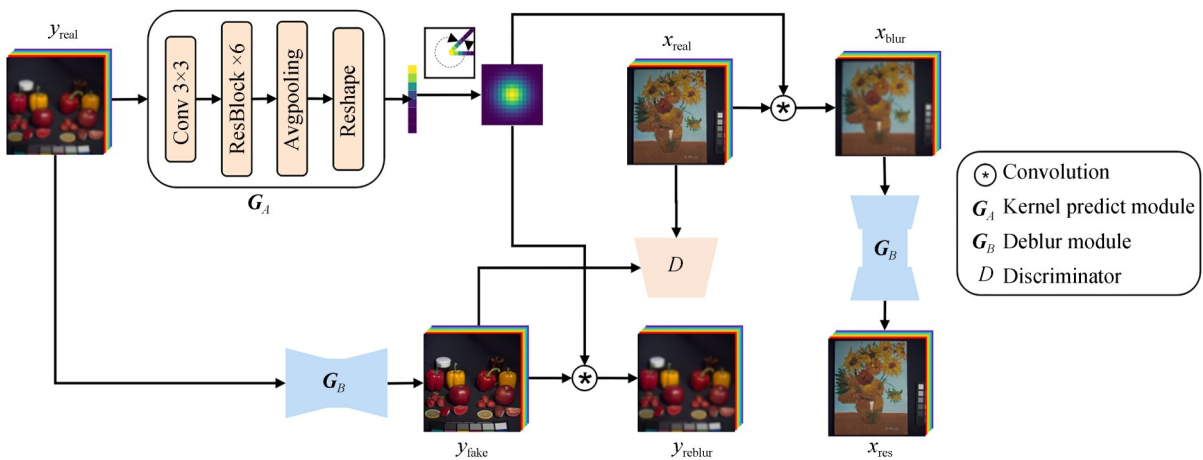 y_real
Conv 3×3
ResBlock ×6
Avgpooling
Reshape
G_A
x_real
*
x_blur
* Convolution
G_A Kernel predict module
G_B Deblur module
D Discriminator
G_B
D
G_B
*
y_fake
y_reblur
x_res